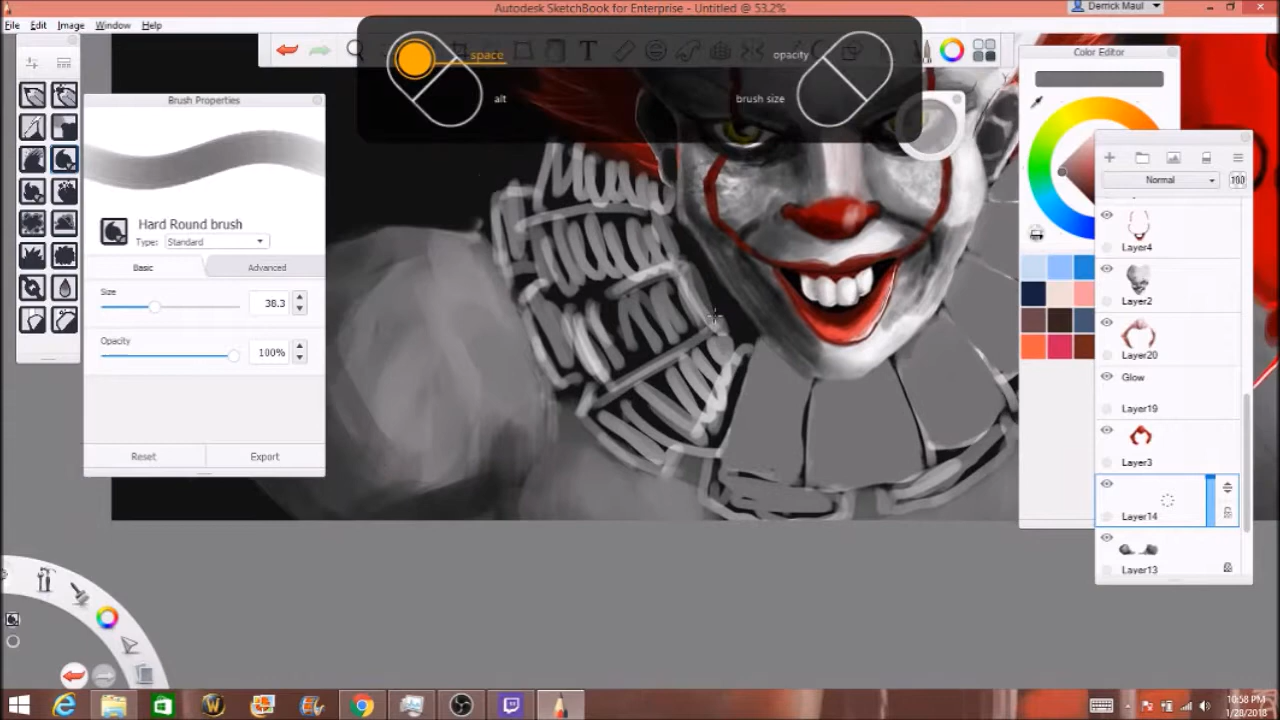 Autodesk SketchBook for Enterprise - Untitled @ 53.2%
Derrick Maul
File Edit Image Window Help
space
alt
opacity
brush size
T
Brush Properties
Hard Round brush
Type: Standard
Basic Advanced
Size
38.3
Opacity
100%
Reset Export
Color Editor
Normal 100
Layer4
Layer2
Layer20
Glow
Layer19
Layer3
Layer14
Layer13
10:58 PM
1/28/2018